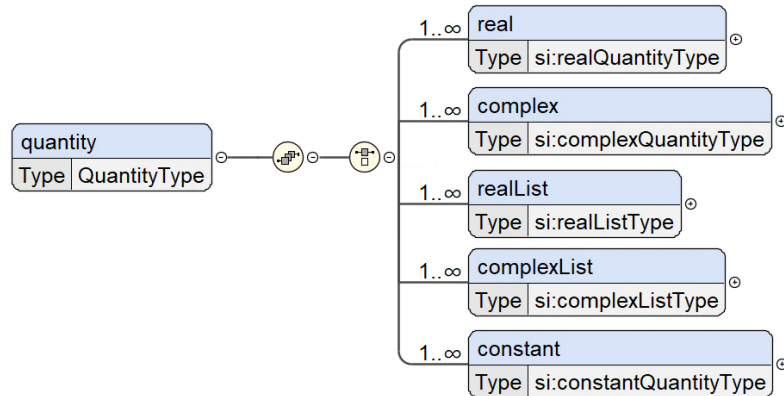 1..∞
real
Type si:realQuantityType
1..∞
complex
Type si:complexQuantityType
quantity
Type QuantityType
1..∞
realList
Type si:realListType
1..∞
complexList
Type si:complexListType
1..∞
constant
Type si:constantQuantityType